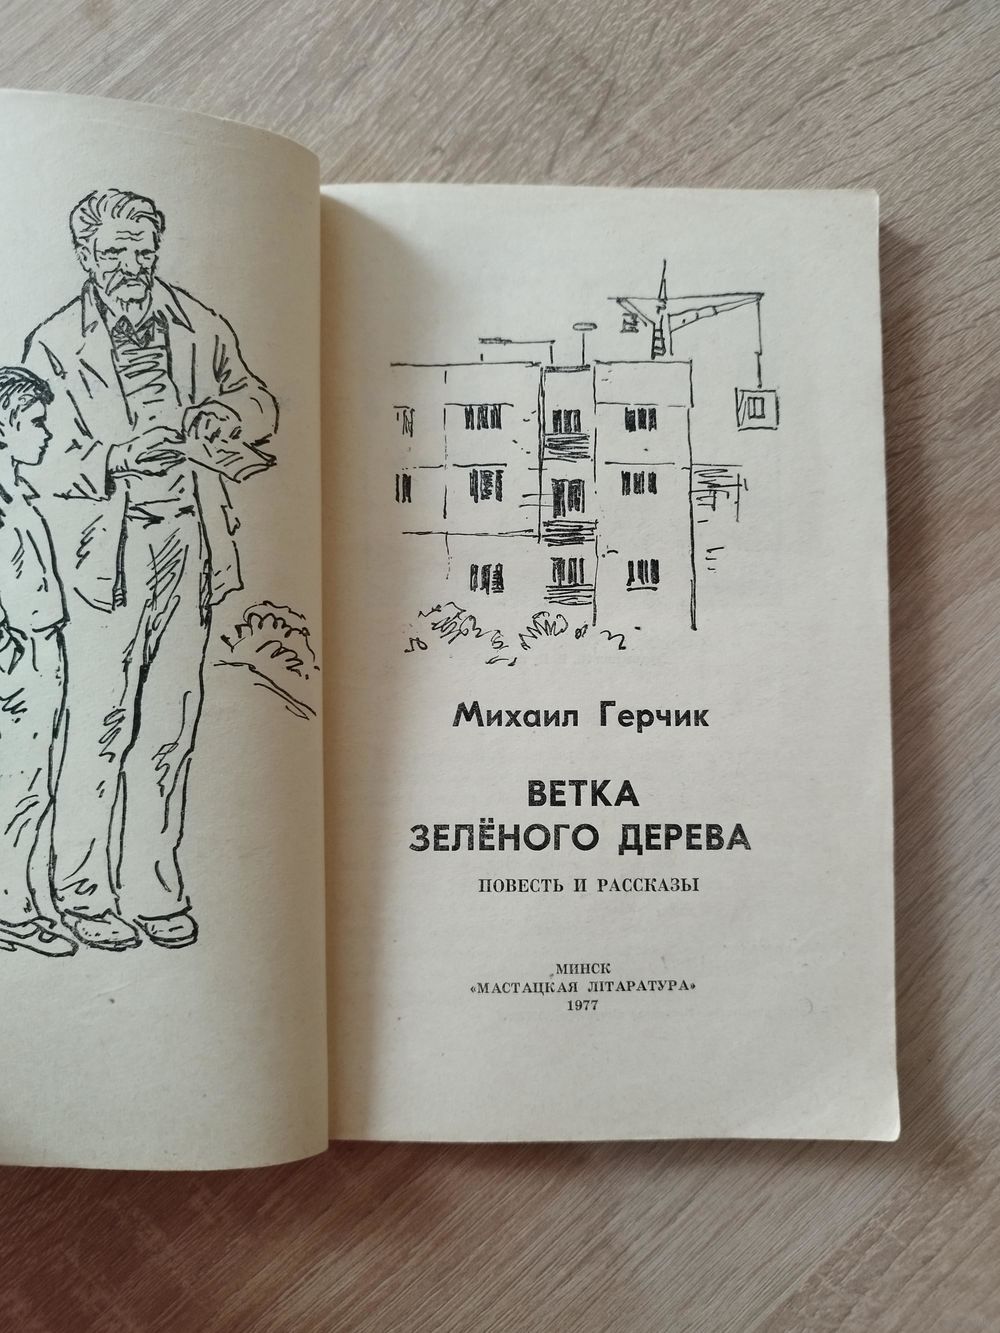 Михаил Герчик
ВЕТКА
ЗЕЛЁНОГО ДЕРЕВА
ПОВЕСТЬ И РАССКАЗЫ
МИНСК
«МАСТАЦКАЯ ЛІТАРАТУРА»
1977